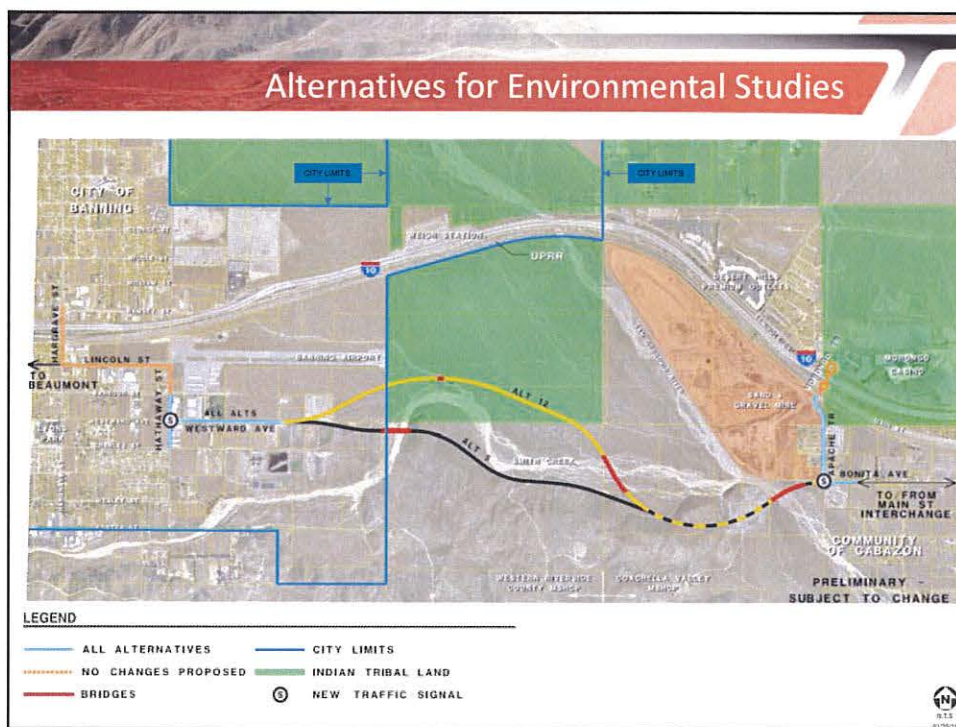 Alternatives for Environmental Studies
CITY LIMITS
CITY LIMITS
CITY OF
BANNING
WEIGH STATION
UPRR
10
DESERT HILLS
PREMIUM OUTLETS
HARGRAVE ST
RAMSEY ST
LINCOLN ST
BANNING AIRPORT
TO
BEAUMONT
HATHAWAY ST
S
ALL ALTS
WESTWARD AVE
ALT 12
ALT 5
SMITH CREEK
SAND &
GRAVEL MINE
10
MORONGO
CASINO
APACHE TR
S
BONITA AVE
TO/FROM
MAIN ST
INTERCHANGE
COMMUNITY
OF CABAZON
WESTERN RIVERSIDE
COUNTY MSHCP
COACHELLA VALLEY
MSHCP
PRELIMINARY -
SUBJECT TO CHANGE
LEGEND
ALL ALTERNATIVES
CITY LIMITS
NO CHANGES PROPOSED
INDIAN TRIBAL LAND
BRIDGES
S
NEW TRAFFIC SIGNAL
N
N.T.S